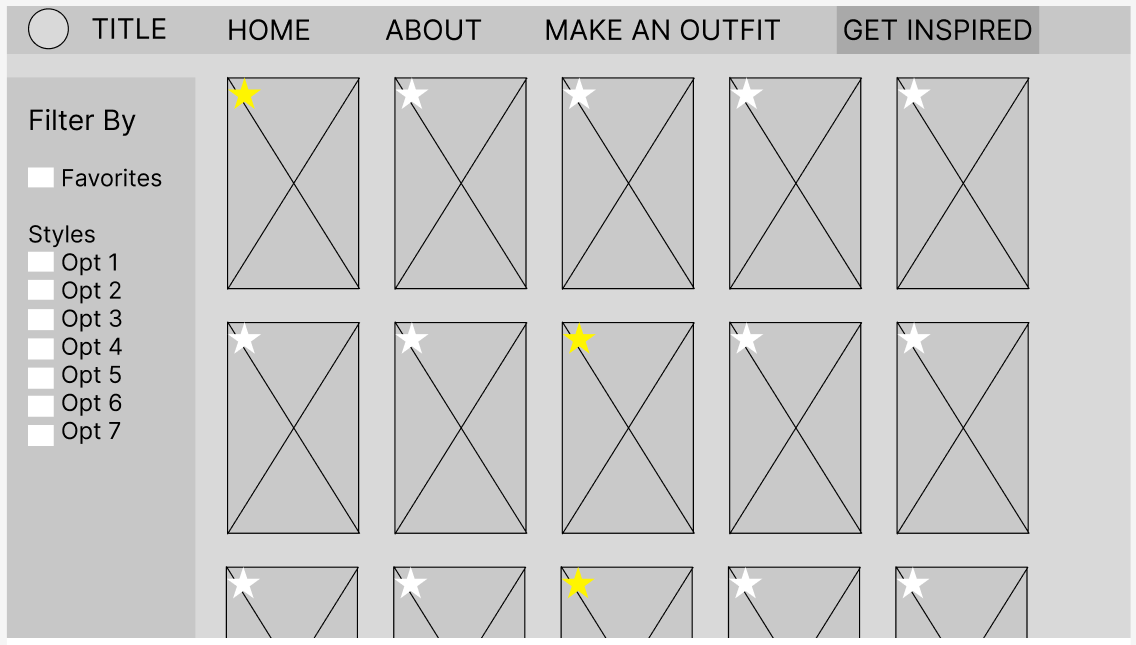 TITLE HOME ABOUT MAKE AN OUTFIT GET INSPIRED
Filter By
Favorites
Styles
Opt 1
Opt 2
Opt 3
Opt 4
Opt 5
Opt 6
Opt 7